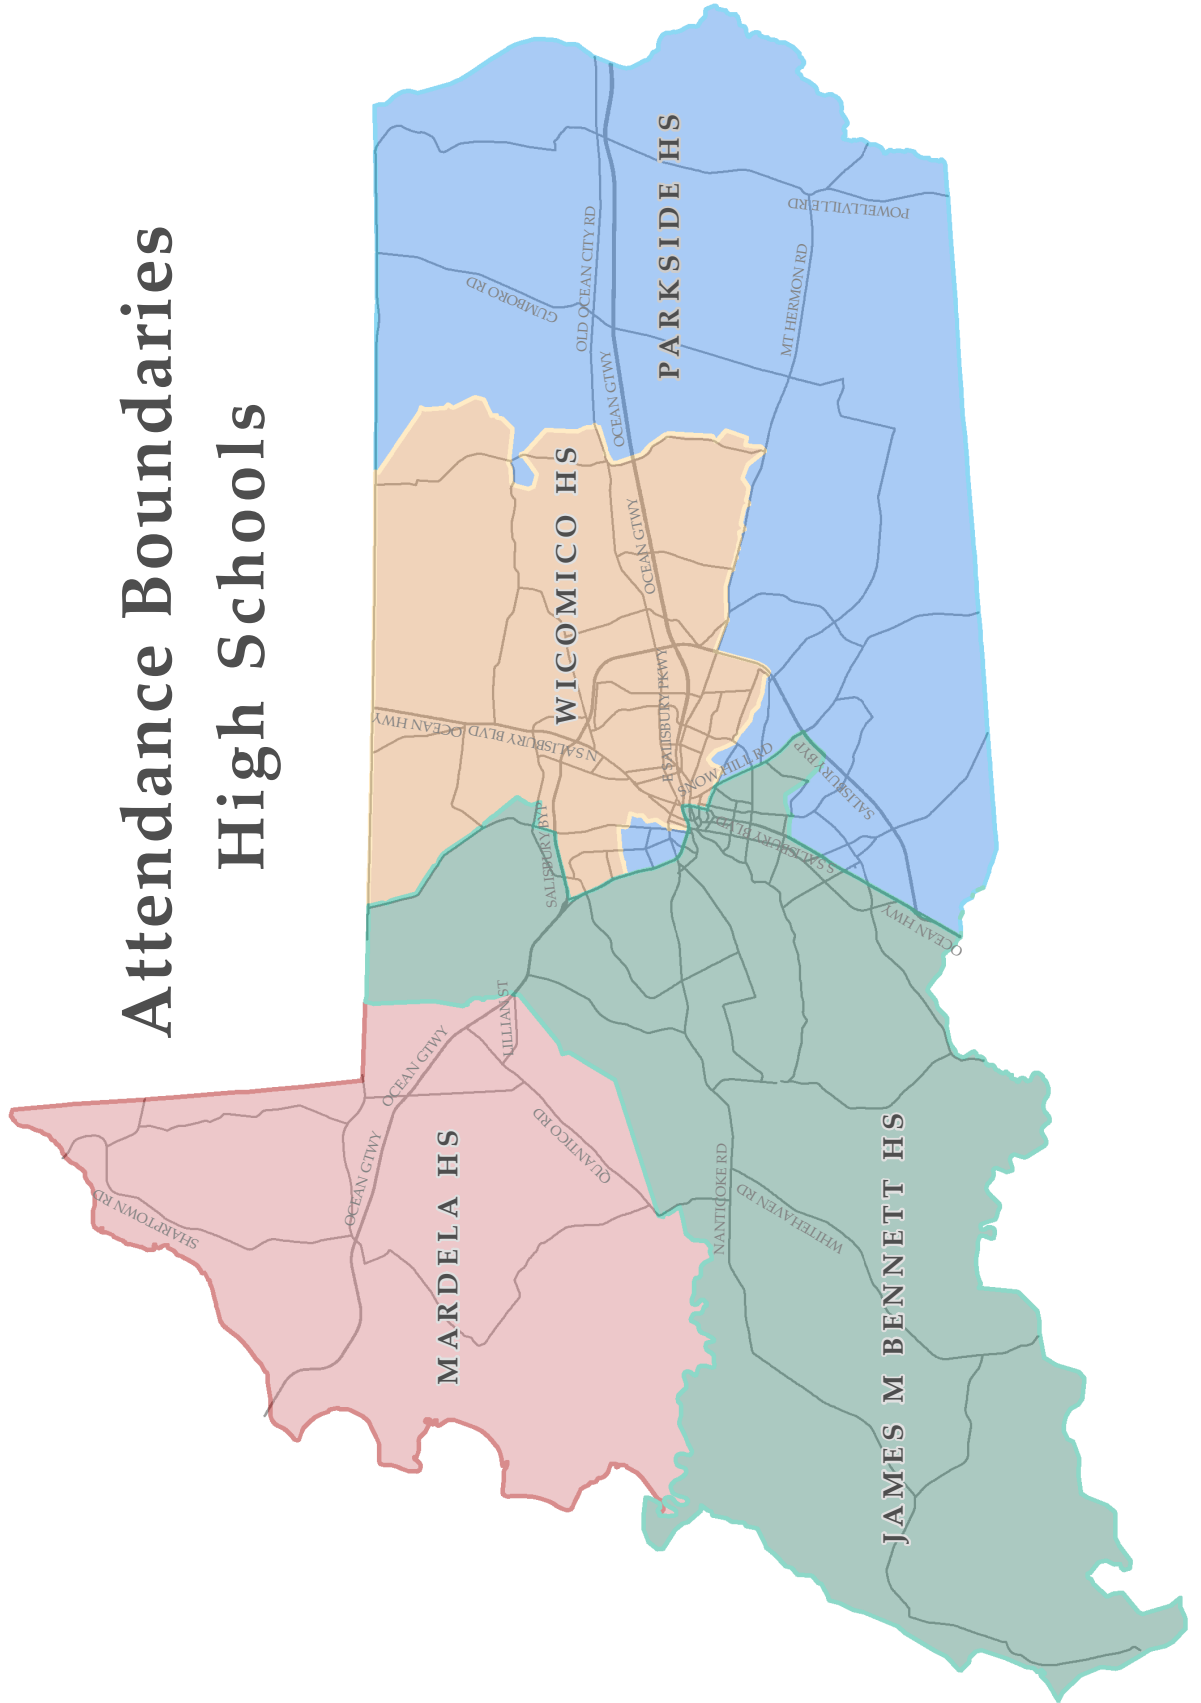 Attendance Boundaries
High Schools
PARKSIDE HS
WICOMICO HS
MARDELA HS
JAMES M BENNETT HS
SHARPTOWN RD
OCEAN GTWY
OCEAN GTWY
QUANTICO RD
LILLIAN ST
NANTICOKE RD
WHITEHAVEN RD
SALISBURY BYP
OCEAN HWY
N SALISBURY BLVD
E SALISBURY PKWY
SNOW HILL RD
S SALISBURY BLVD
SALISBURY BYP
OCEAN HWY
OCEAN GTWY
OCEAN GTWY
OLD OCEAN CITY RD
GUMBORO RD
MT HERMON RD
POWELLVILLE RD